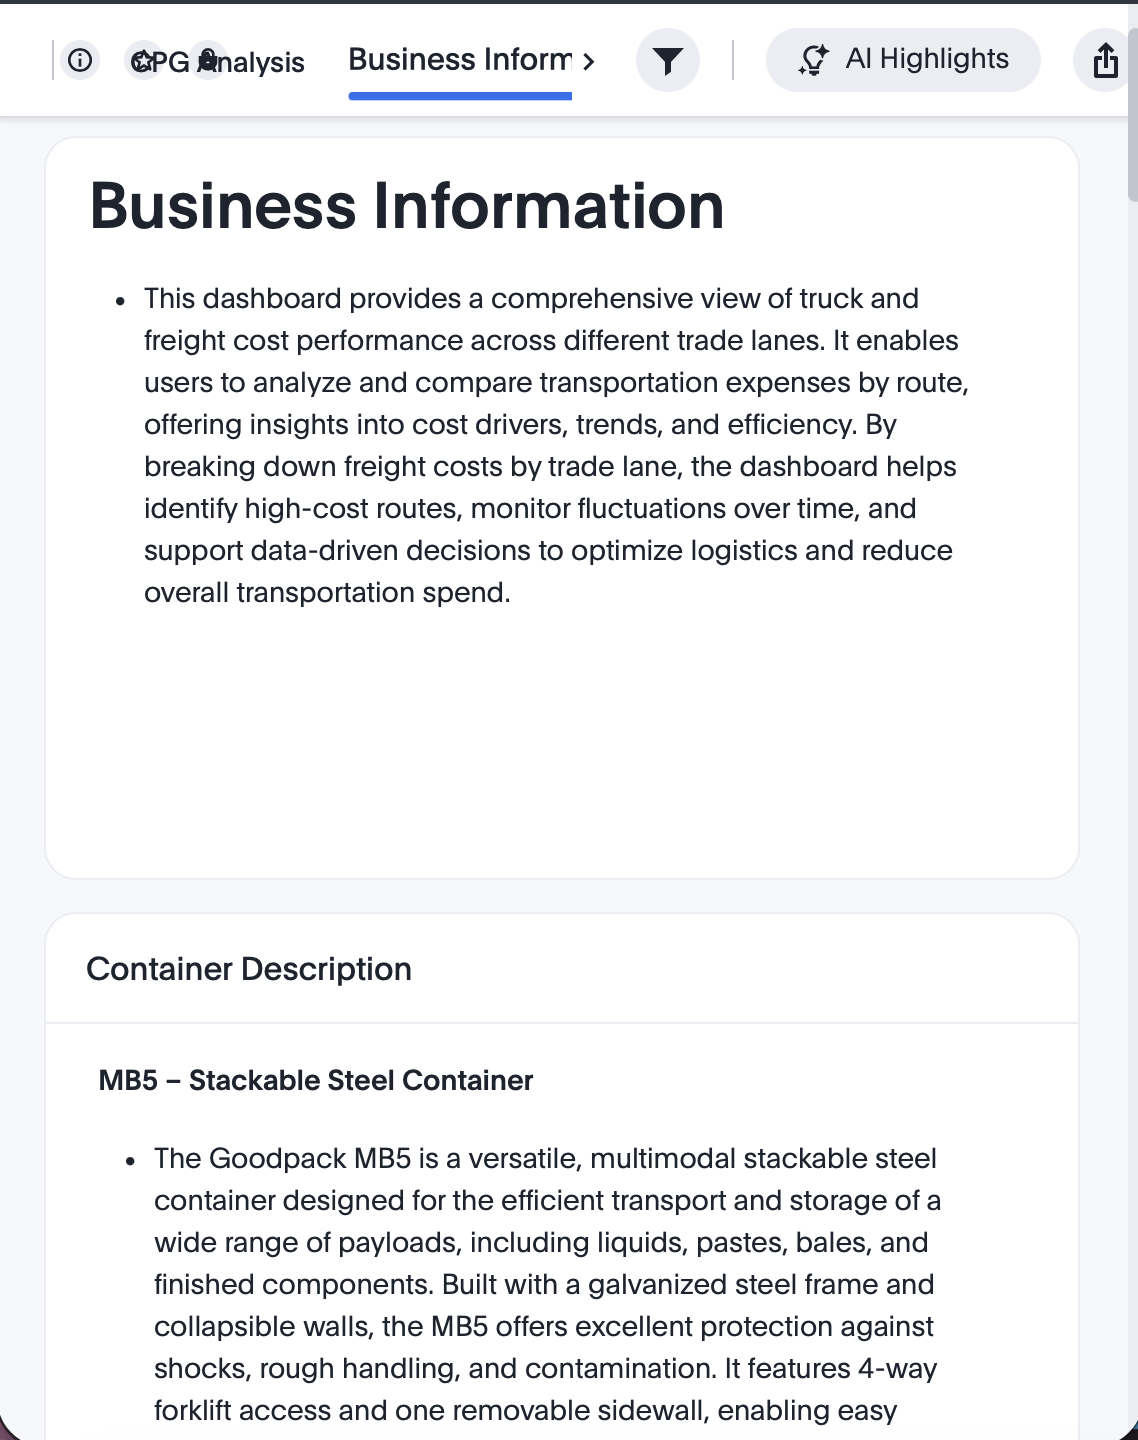 CPG Analysis
Business Inform
AI Highlights
Business Information
• This dashboard provides a comprehensive view of truck and
freight cost performance across different trade lanes. It enables
users to analyze and compare transportation expenses by route,
offering insights into cost drivers, trends, and efficiency. By
breaking down freight costs by trade lane, the dashboard helps
identify high-cost routes, monitor fluctuations over time, and
support data-driven decisions to optimize logistics and reduce
overall transportation spend.
Container Description
MB5 – Stackable Steel Container
• The Goodpack MB5 is a versatile, multimodal stackable steel
container designed for the efficient transport and storage of a
wide range of payloads, including liquids, pastes, bales, and
finished components. Built with a galvanized steel frame and
collapsible walls, the MB5 offers excellent protection against
shocks, rough handling, and contamination. It features 4-way
forklift access and one removable sidewall, enabling easy